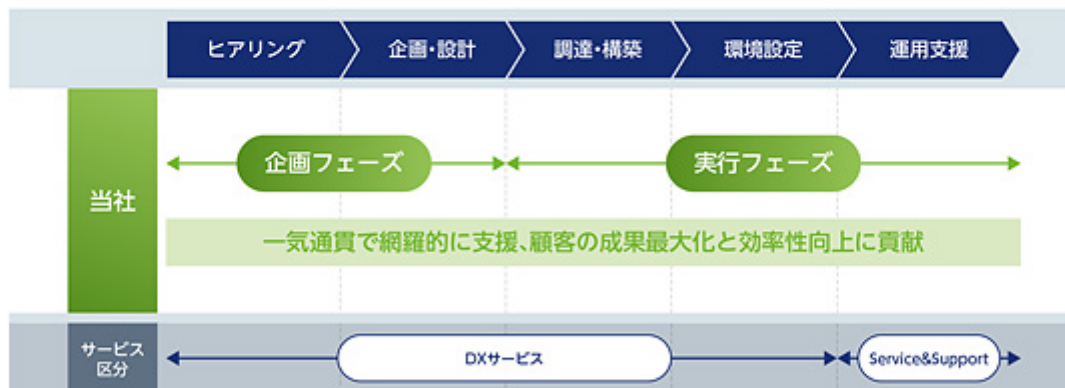 ヒアリング
企画・設計
調達・構築
環境設定
運用支援
当社
企画フェーズ
実行フェーズ
一気通貫で網羅的に支援、顧客の成果最大化と効率性向上に貢献
サービス
区分
DXサービス
Service&Support